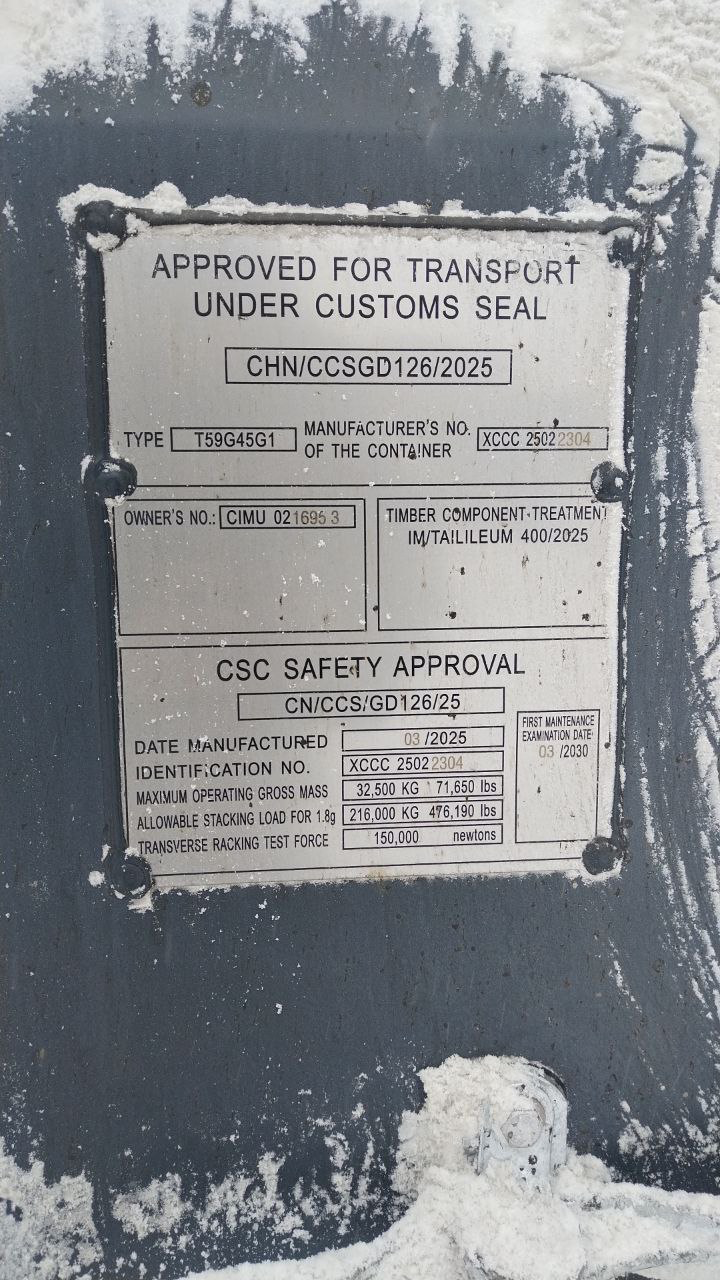 APPROVED FOR TRANSPORT
UNDER CUSTOMS SEAL
CHN/CCSGD126/2025
TYPE T59G45G1
MANUFACTURER'S NO.
OF THE CONTAINER
XCCC 25022304
OWNER'S NO.: CIMU 021695 3
TIMBER COMPONENT TREATMENT
IM/TAILILEUM 400/2025
CSC SAFETY APPROVAL
CN/CCS/GD126/25
DATE MANUFACTURED 03 /2025
IDENTIFICATION NO. XCCC 25022304
MAXIMUM OPERATING GROSS MASS 32,500 KG 71,650 lbs
ALLOWABLE STACKING LOAD FOR 1.8g 216,000 KG 476,190 lbs
TRANSVERSE RACKING TEST FORCE 150,000 newtons
FIRST MAINTENANCE
EXAMINATION DATE:
03 /2030